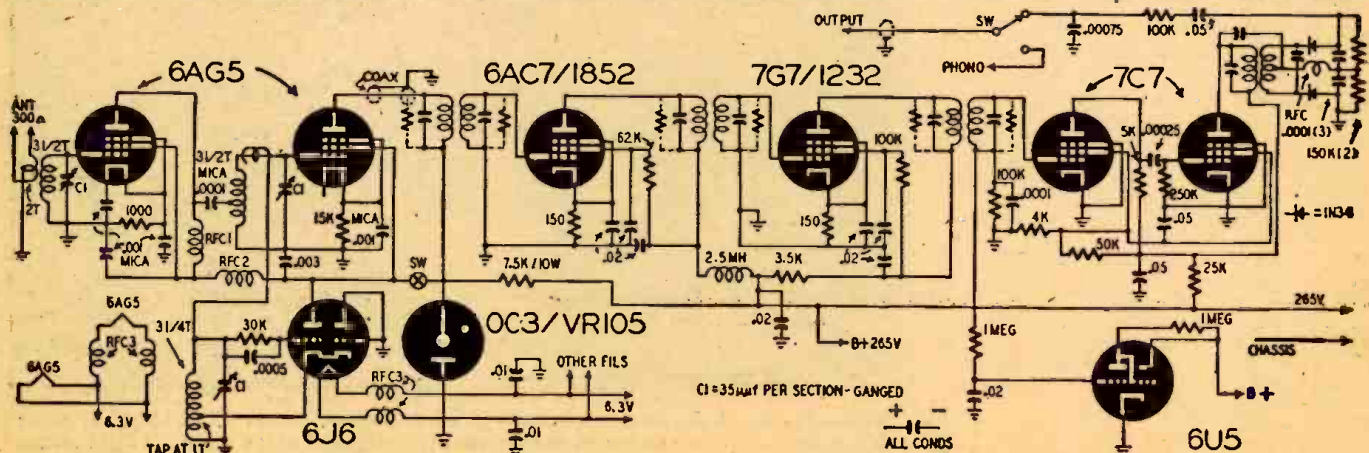 OUTPUT
SW
.00075
100K
.05
PHONO
6AG5
COAX
6AC7/1852
7G7/1232
7C7
ANT
300Ω
3 1/2T
C1
2T
1000
.001
MICA
3 1/2T
MICA
.0001
RFC1
RFC2
C1
15K
MICA
.001
.003
62K
150
.02
100K
150
.02
100K
.0001
4K
5K
.00025
250K
.05
50K
.05
25K
RFC
.0001(3)
150K(2)
=1N34
SW
7.5K/10W
2.5MH
3.5K
.02
B+265V
265V
CHASSIS
6AG5
RFC3
6AG5
6.3V
3 1/4T
30K
.0005
C1
TAP AT 1T
6J6
OC3/VR105
RFC3
.01
OTHER FILS
6.3V
.01
C1=35μμf PER SECTION-GANGED
+ -
ALL CONDS
1MEG
.02
1MEG
B+
6U5